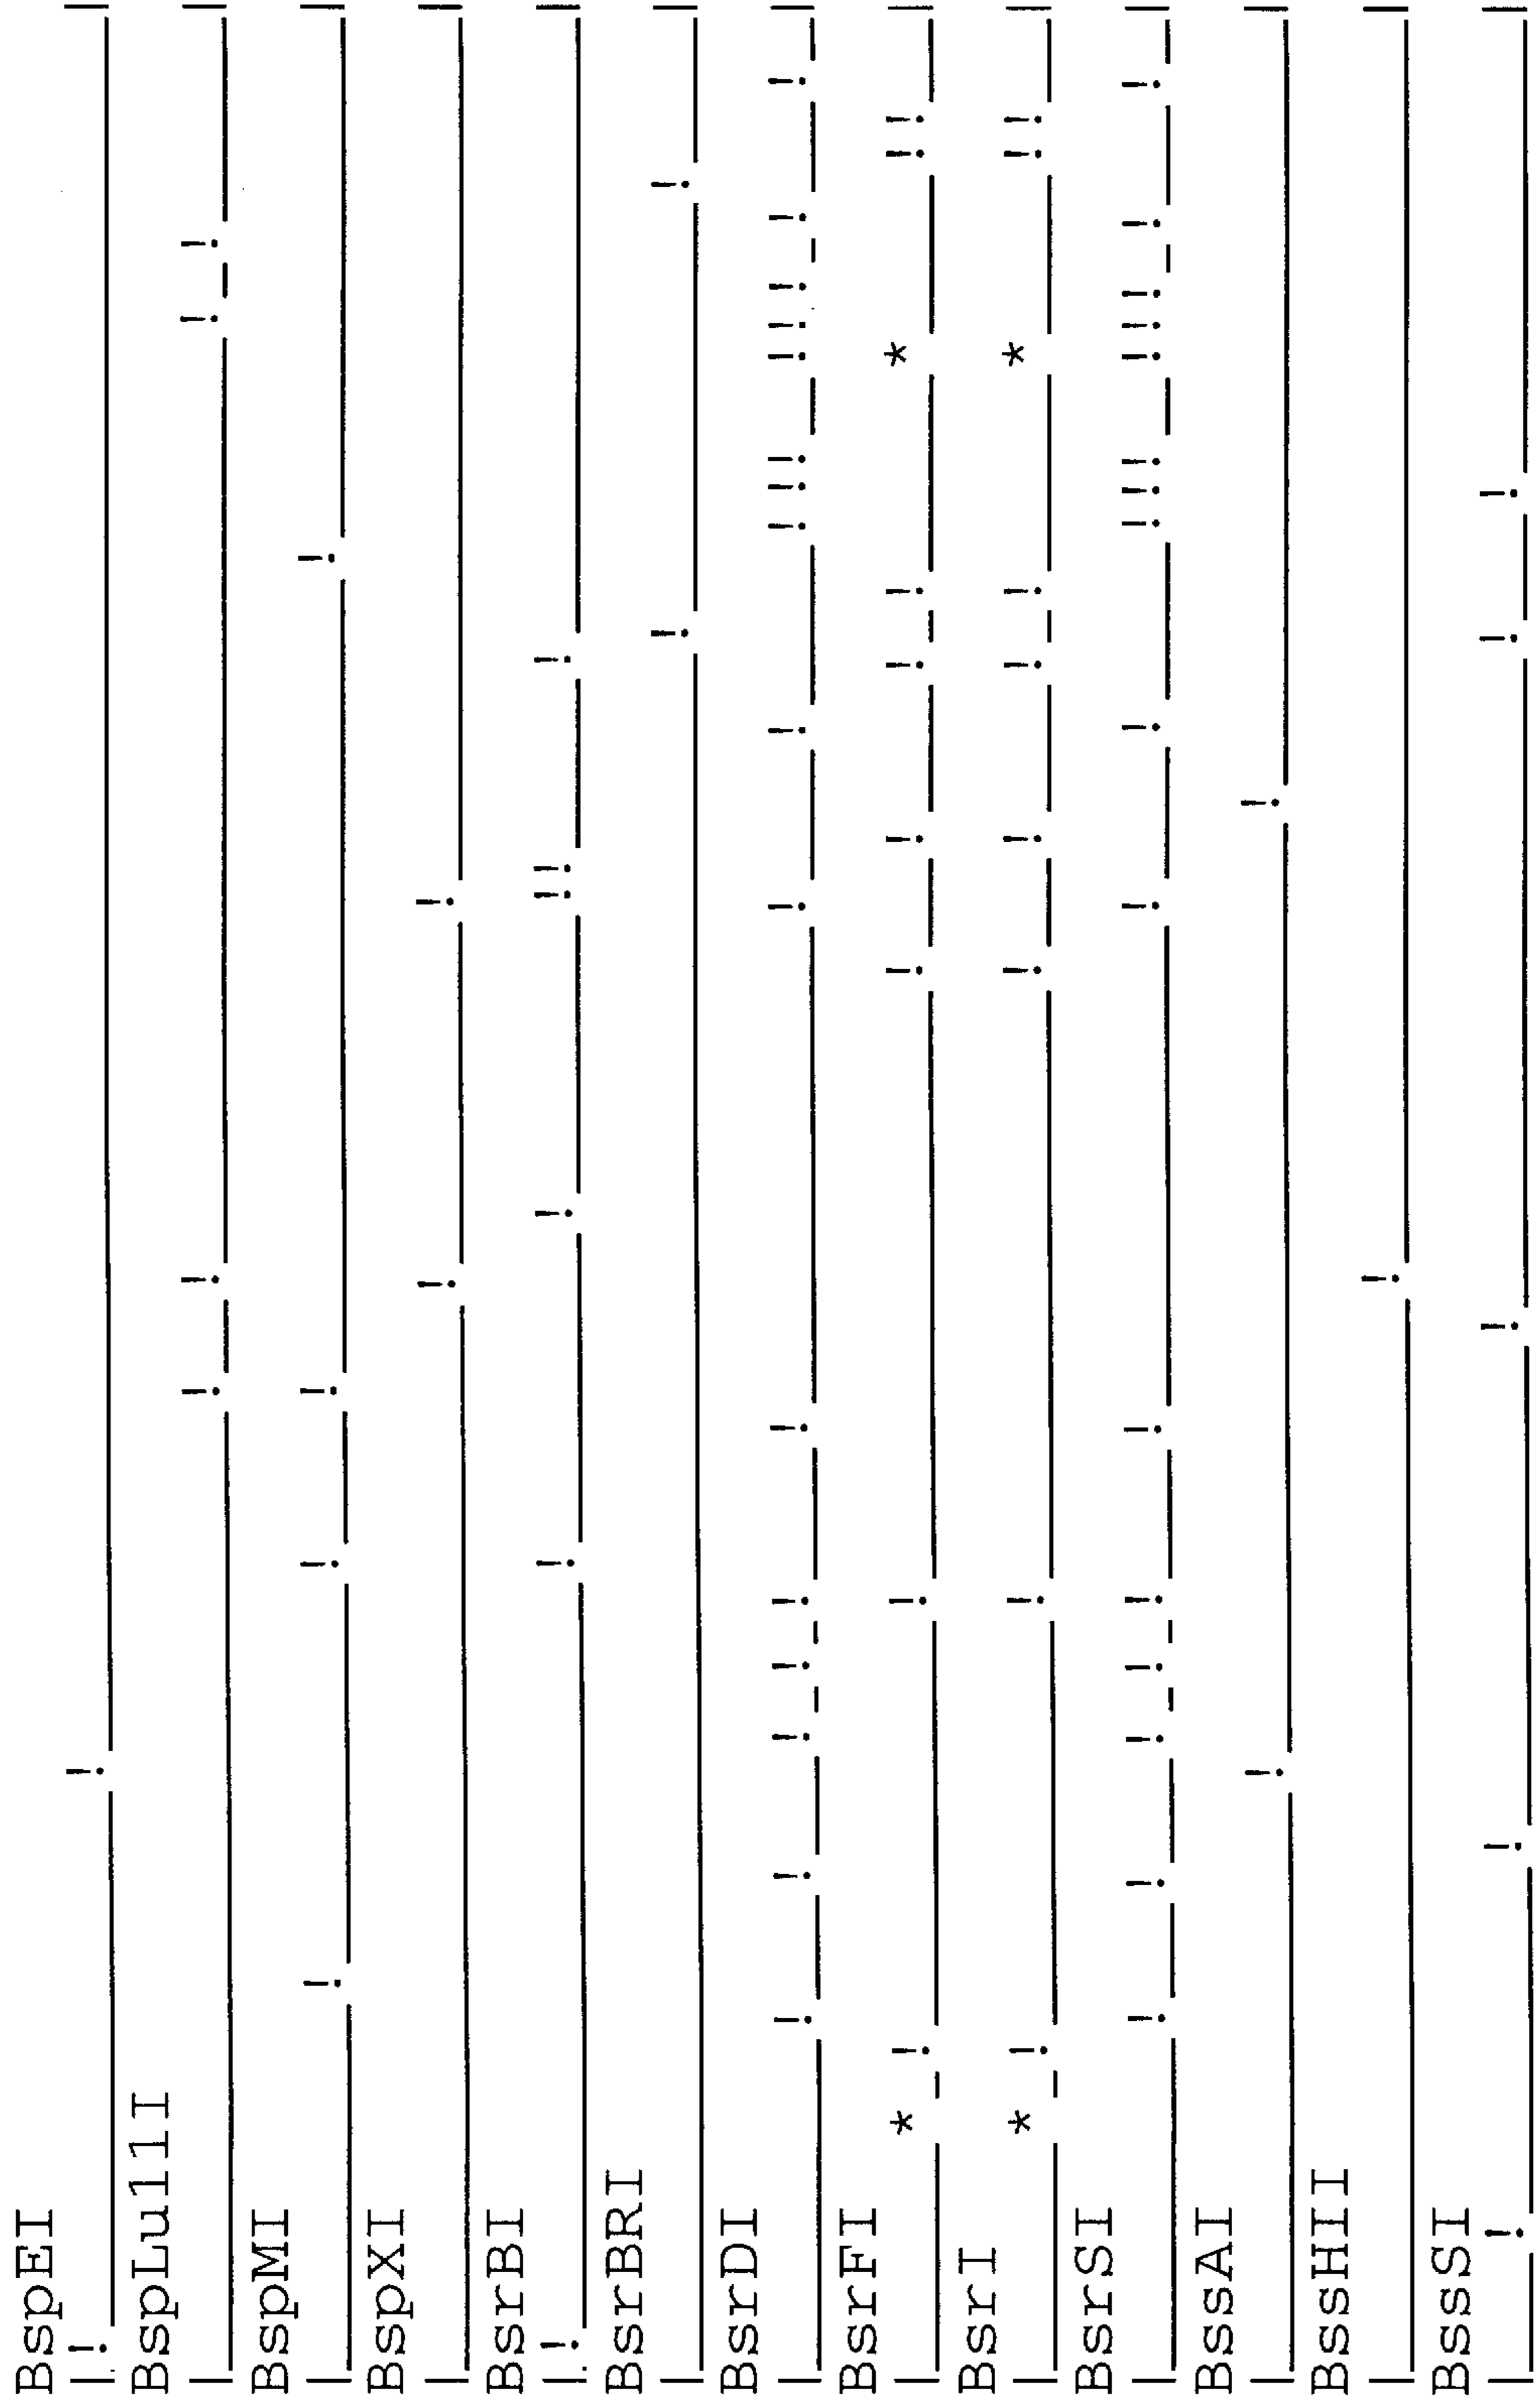 BspEI
BspLu11I
BspMI
BspXI
BsrBI
BsrBRI
BsrDI
BsrFI
* *
BsrI
* *
BsrSI
BssAI
BssHII
BssSI